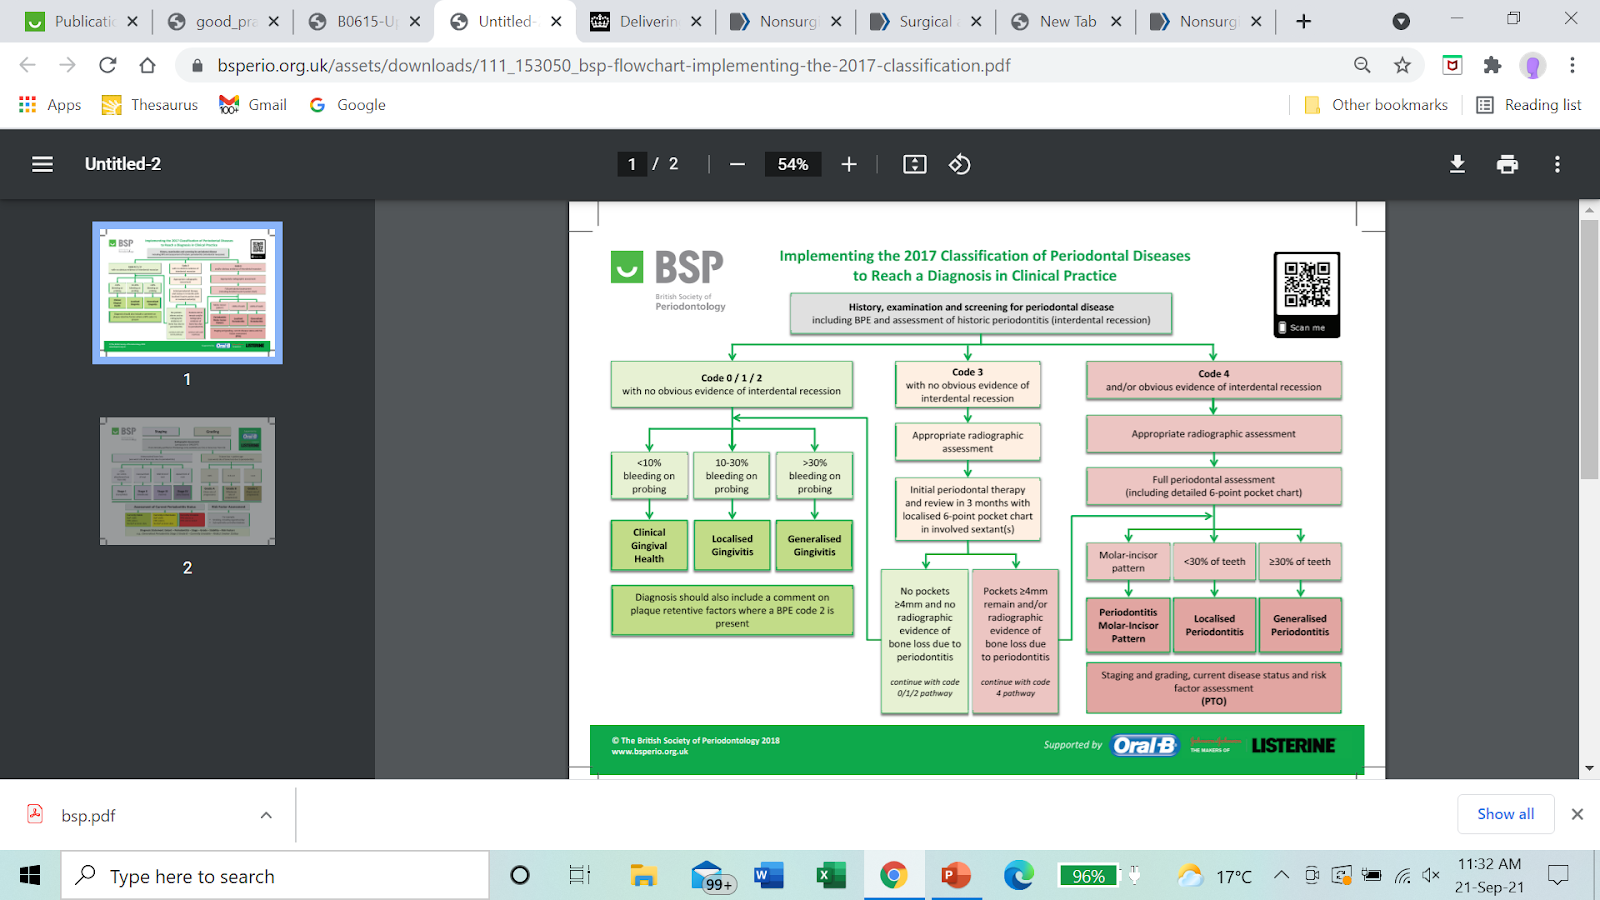 Publicatio
good_pra
B0615-Up
Untitled-
Deliverin
Nonsurgi
Surgical
New Tab
Nonsurgi
bsperio.org.uk/assets/downloads/111_153050_bsp-flowchart-implementing-the-2017-classification.pdf
Apps
Thesaurus
100+
Gmail
Google
Other bookmarks
Reading list
Untitled-2
1 / 2
54%
1
2
BSP
British Society of
Periodontology
Implementing the 2017 Classification of Periodontal Diseases
to Reach a Diagnosis in Clinical Practice
Scan me
History, examination and screening for periodontal disease
including BPE and assessment of historic periodontitis (interdental recession)
Code 0 / 1 / 2
with no obvious evidence of interdental recession
<10%
bleeding on
probing
10-30%
bleeding on
probing
>30%
bleeding on
probing
Clinical
Gingival
Health
Localised
Gingivitis
Generalised
Gingivitis
Diagnosis should also include a comment on
plaque retentive factors where a BPE code 2 is
present
Code 3
with no obvious evidence of
interdental recession
Appropriate radiographic
assessment
Initial periodontal therapy
and review in 3 months with
localised 6-point pocket chart
in involved sextant(s)
No pockets
≥4mm and no
radiographic
evidence of
bone loss due to
periodontitis
continue with code
0/1/2 pathway
Pockets ≥4mm
remain and/or
radiographic
evidence of
bone loss due
to periodontitis
continue with code
4 pathway
Code 4
and/or obvious evidence of interdental recession
Appropriate radiographic assessment
Full periodontal assessment
(including detailed 6-point pocket chart)
Molar-incisor
pattern
<30% of teeth
≥30% of teeth
Periodontitis
Molar-Incisor
Pattern
Localised
Periodontitis
Generalised
Periodontitis
Staging and grading, current disease status and risk
factor assessment
(PTO)
© The British Society of Periodontology 2018
www.bsperio.org.uk
Supported by
Oral-B
THE MAKERS OF
LISTERINE
bsp.pdf
Show all
Type here to search
99+
96%
17°C
11:32 AM
21-Sep-21